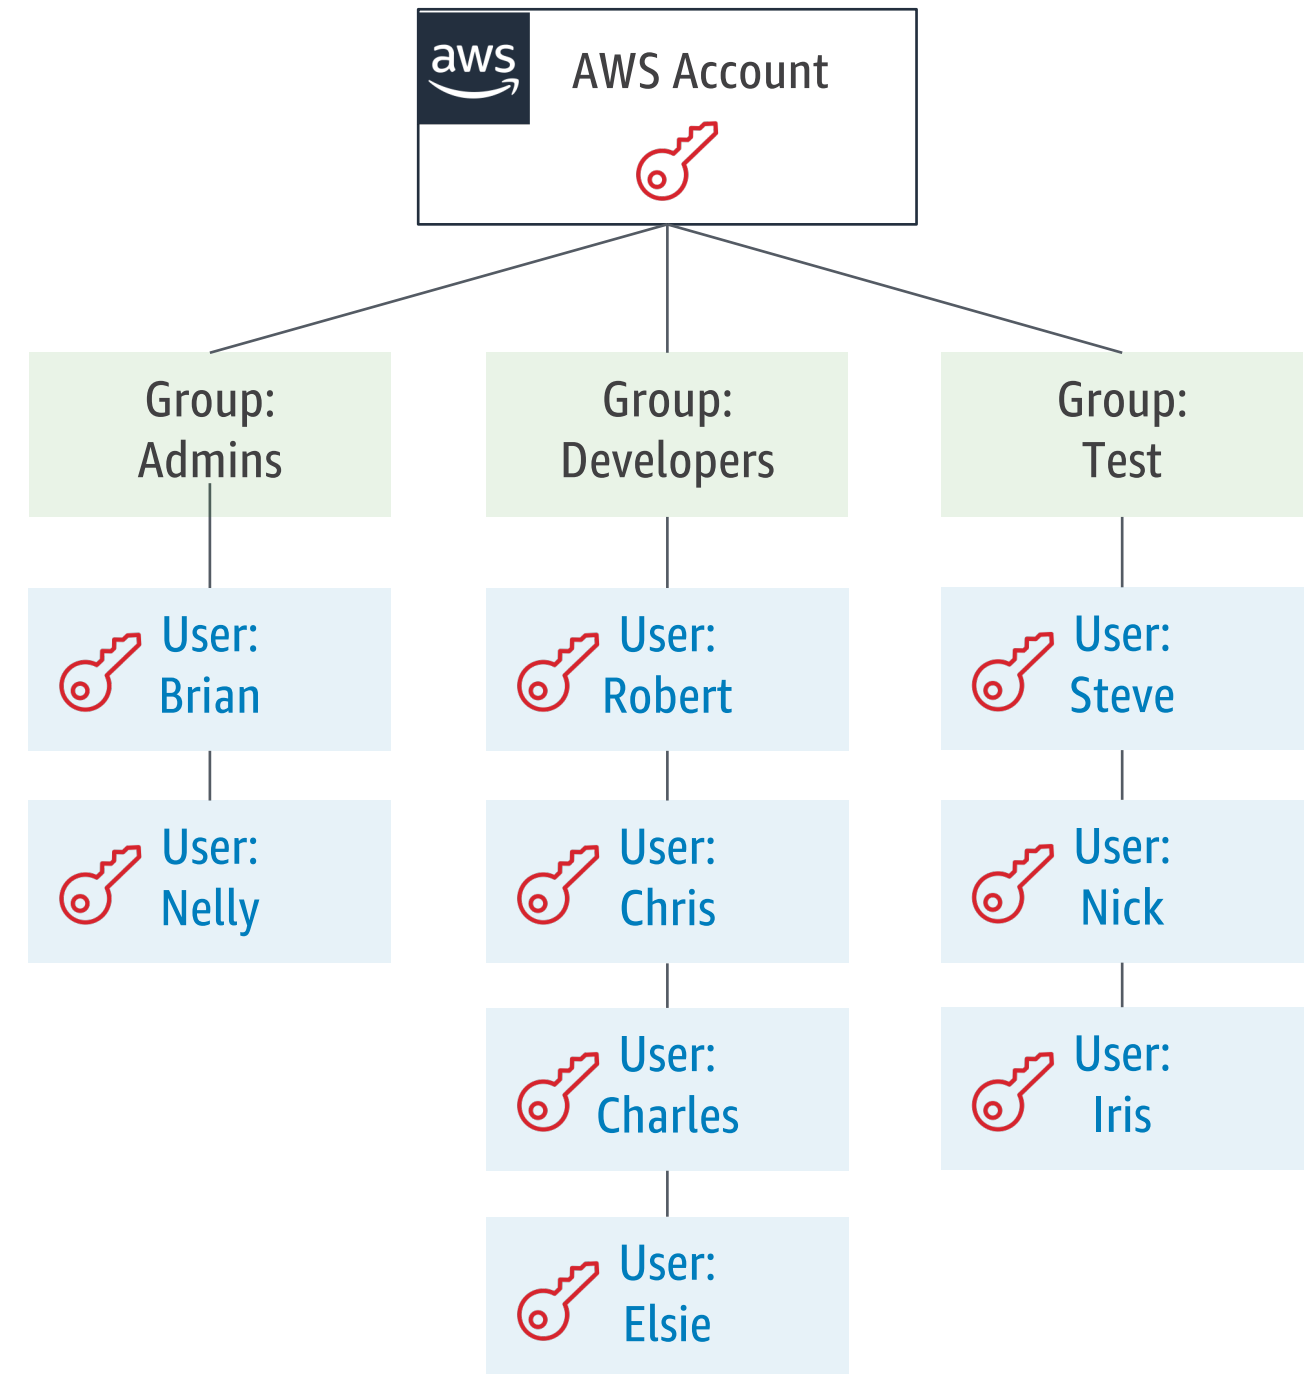 aws
AWS Account
Group:
Admins
Group:
Developers
Group:
Test
User:
Brian
User:
Robert
User:
Steve
User:
Nelly
User:
Chris
User:
Nick
User:
Charles
User:
Iris
User:
Elsie